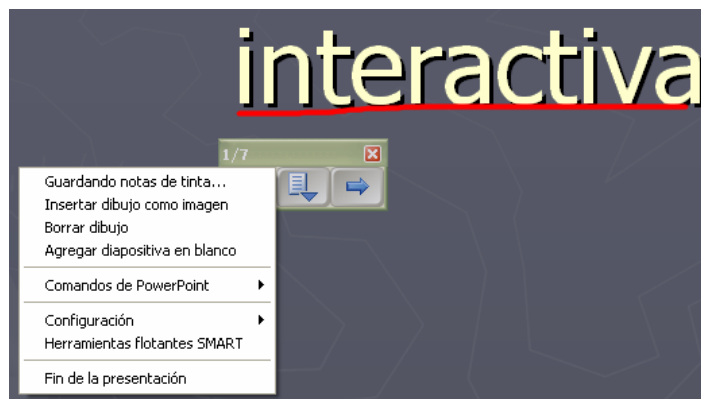 interactiva
1/7
Guardando notas de tinta...
Insertar dibujo como imagen
Borrar dibujo
Agregar diapositiva en blanco
Comandos de PowerPoint
Configuración
Herramientas flotantes SMART
Fin de la presentación